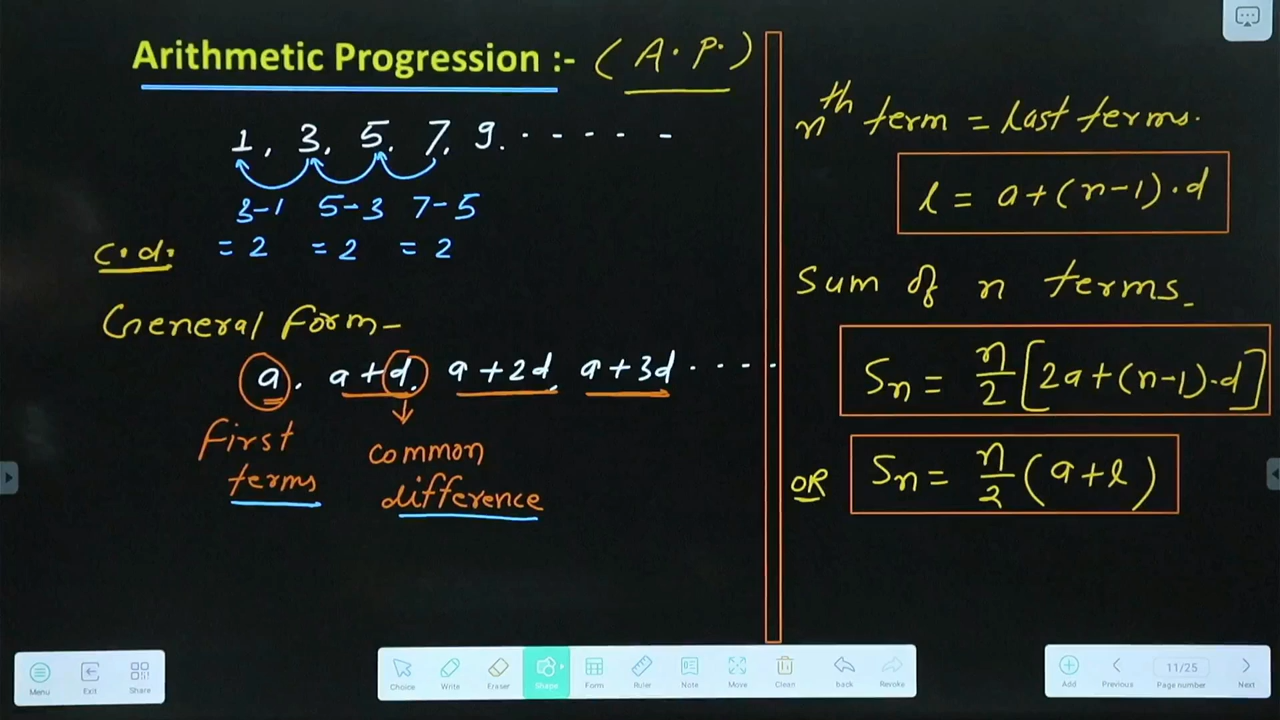 Arithmetic Progression :- (A.P.)
1, 3, 5, 7, 9. . . . . -
3-1 5-3 7-5
C.d. = 2 = 2 = 2
General form-
a, a+d, a+2d, a+3d . . . .
First terms
common difference
nth term = last terms.
l = a+(n-1).d
Sum of n terms.
Sn = n/2 [2a+(n-1).d]
OR Sn = n/2 (a+l)
Menu Exit Share
Choice Write Eraser Shape Form Ruler Note Move Clean back Revoke
Add Previous 11/25 Page number Next